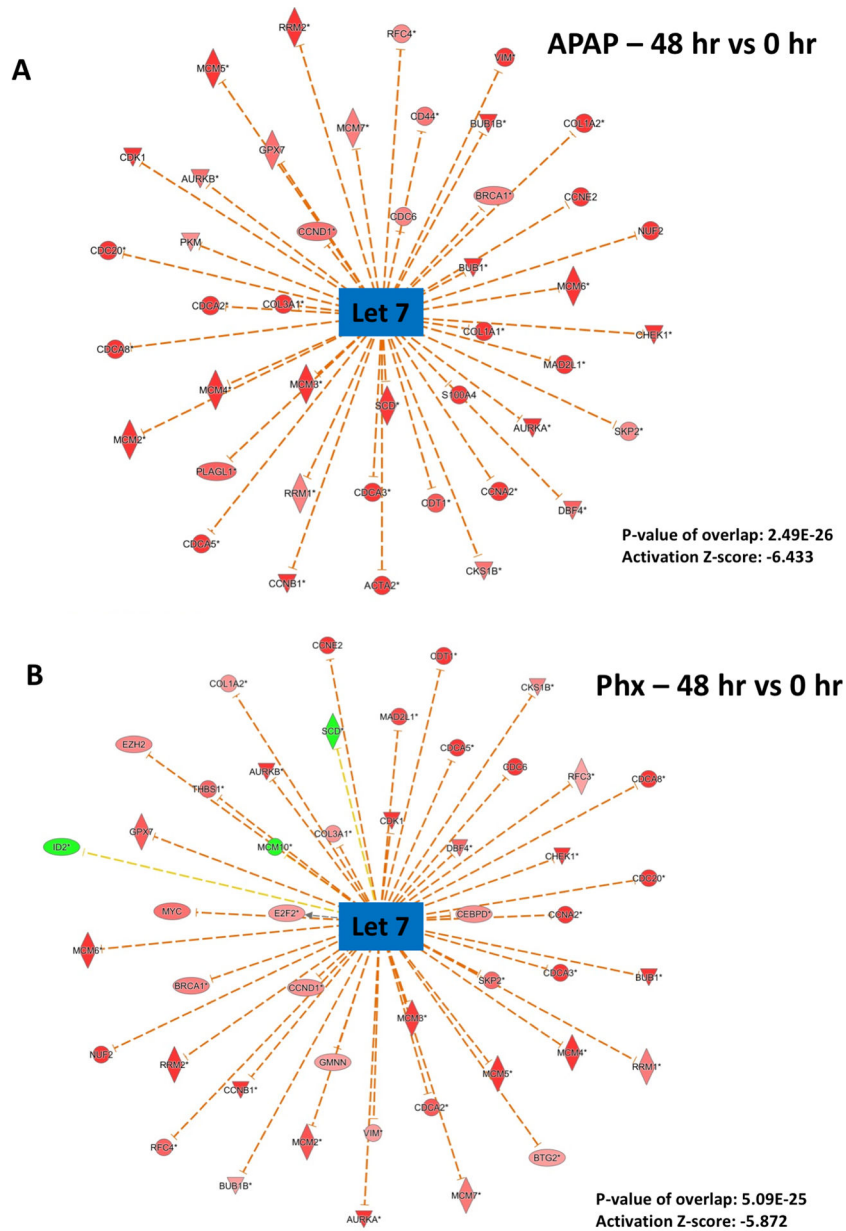 A
APAP – 48 hr vs 0 hr
RRM2*
RFC4*
VIM*
MCM5*
MCM7*
CD44*
BUB1B*
COL1A2*
GPX7
CDK1
AURKB*
BRCA1*
CCNE2
CDC6
CCND1*
NUF2
PKM
CDC20*
BUB1*
MCM6*
CDCA2*
COL3A1*
Let 7
COL1A1*
CHEK1*
CDCA8*
MAD2L1*
MCM4*
MCM3*
SCD*
S100A4
MCM2*
AURKA*
SKP2*
PLAGL1*
RRM1*
CDCA3*
CDT1*
CCNA2*
DBF4*
CDCA5*
CCNB1*
ACTA2*
CKS1B*
P-value of overlap: 2.49E-26
Activation Z-score: -6.433
B
Phx – 48 hr vs 0 hr
CCNE2
CDT1*
COL1A2*
CKS1B*
SCD*
MAD2L1*
EZH2
CDCA5*
AURKB*
CDC6
THBS1*
RFC3*
CDCA8*
GPX7
COL3A1*
CDK1
ID2*
MCM10*
DBF4*
CHEK1*
CDC20*
MYC
E2F2*
Let 7
CEBPD*
CCNA2*
MCM6*
BRCA1*
CCND1*
SKP2*
CDCA3*
BUB1*
MCM3*
NUF2
RRM2*
GMNN
MCM4*
RRM1*
CCNB1*
MCM5*
CDCA2*
RFC4*
MCM2*
VIM*
BTG2*
BUB1B*
MCM7*
AURKA*
P-value of overlap: 5.09E-25
Activation Z-score: -5.872